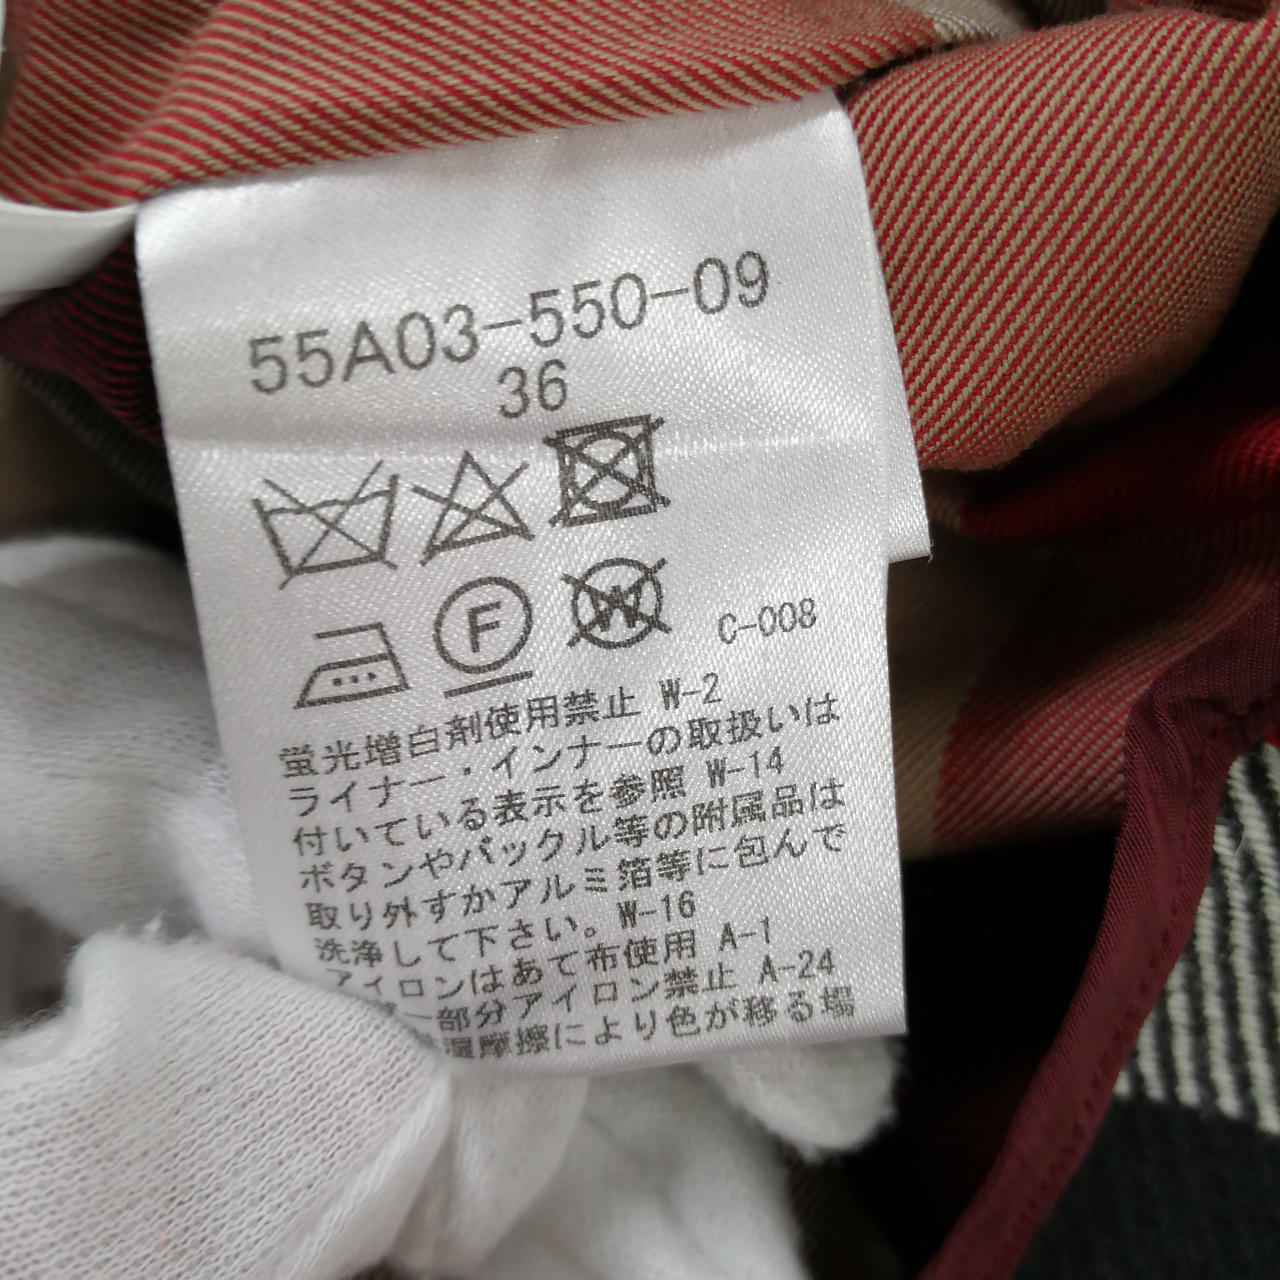 55A03-550-09
36
F
W
C-008
蛍光増白剤使用禁止 W-2
ライナー・インナーの取扱いは
付いている表示を参照 W-14
ボタンやバックル等の附属品は
取り外すかアルミ箔等に包んで
洗浄して下さい。W-16
アイロンはあて布使用 A-1
部分アイロン禁止 A-24
摩擦により色が移る場